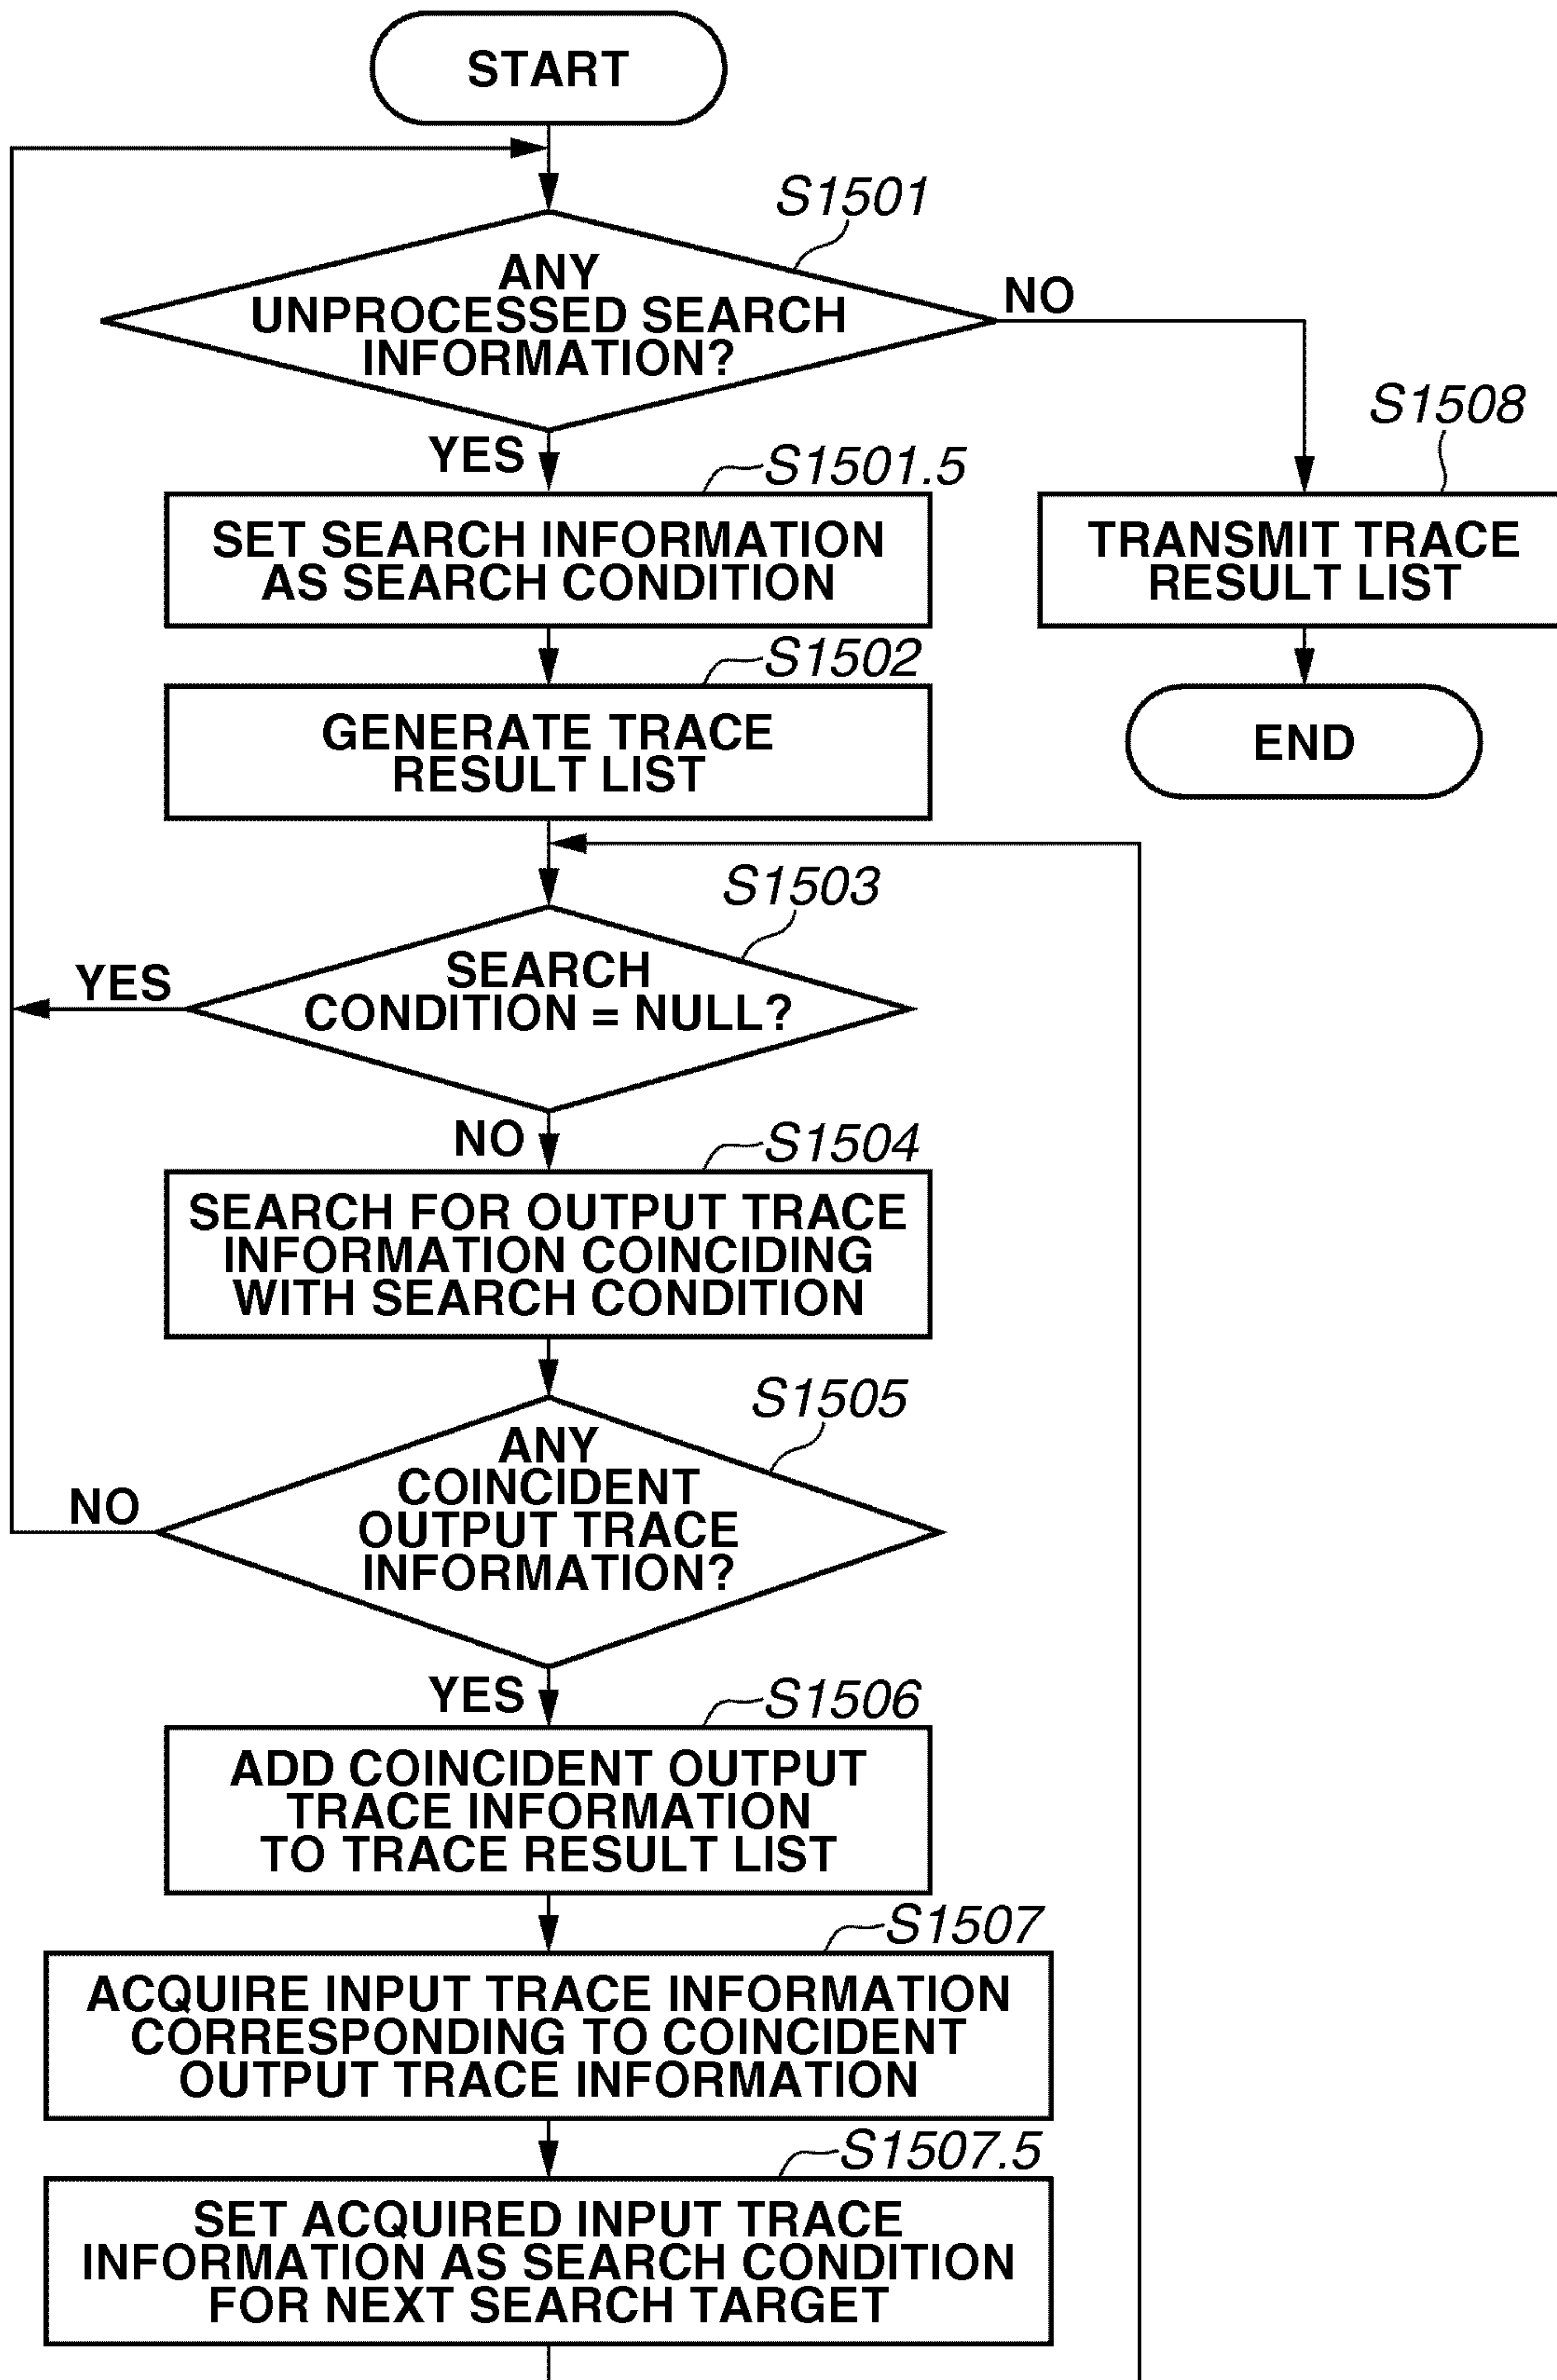 START
S1501
ANY
UNPROCESSED SEARCH
INFORMATION?
NO
S1508
YES
S1501.5
SET SEARCH INFORMATION
AS SEARCH CONDITION
TRANSMIT TRACE
RESULT LIST
S1502
GENERATE TRACE
RESULT LIST
END
S1503
SEARCH
CONDITION = NULL?
YES
NO
S1504
SEARCH FOR OUTPUT TRACE
INFORMATION COINCIDING
WITH SEARCH CONDITION
S1505
ANY
COINCIDENT
OUTPUT TRACE
INFORMATION?
NO
YES
S1506
ADD COINCIDENT OUTPUT
TRACE INFORMATION
TO TRACE RESULT LIST
S1507
ACQUIRE INPUT TRACE INFORMATION
CORRESPONDING TO COINCIDENT
OUTPUT TRACE INFORMATION
S1507.5
SET ACQUIRED INPUT TRACE
INFORMATION AS SEARCH CONDITION
FOR NEXT SEARCH TARGET